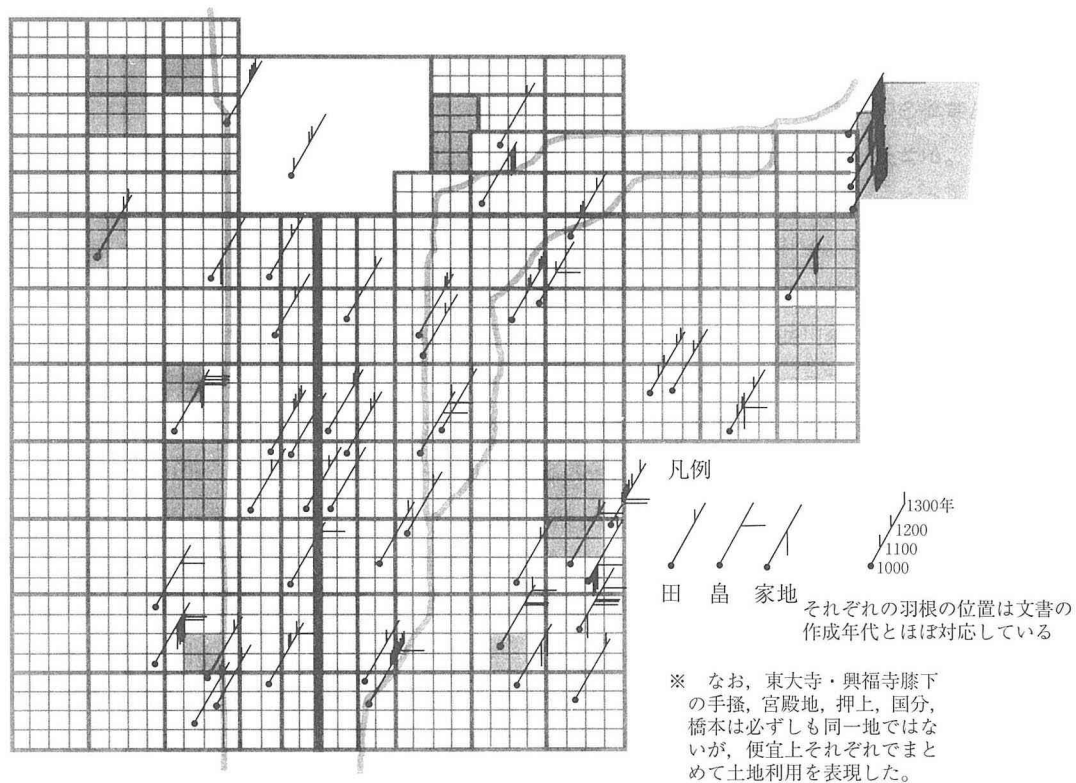 凡例
1300年
1200
1100
1000
田 畠 家地
それぞれの羽根の位置は文書の
作成年代とほぼ対応している
※ なお，東大寺・興福寺膝下
の手掻，宮殿地，押上，国分，
橋本は必ずしも同一地ではな
いが，便宜上それぞれでまと
めて土地利用を表現した。